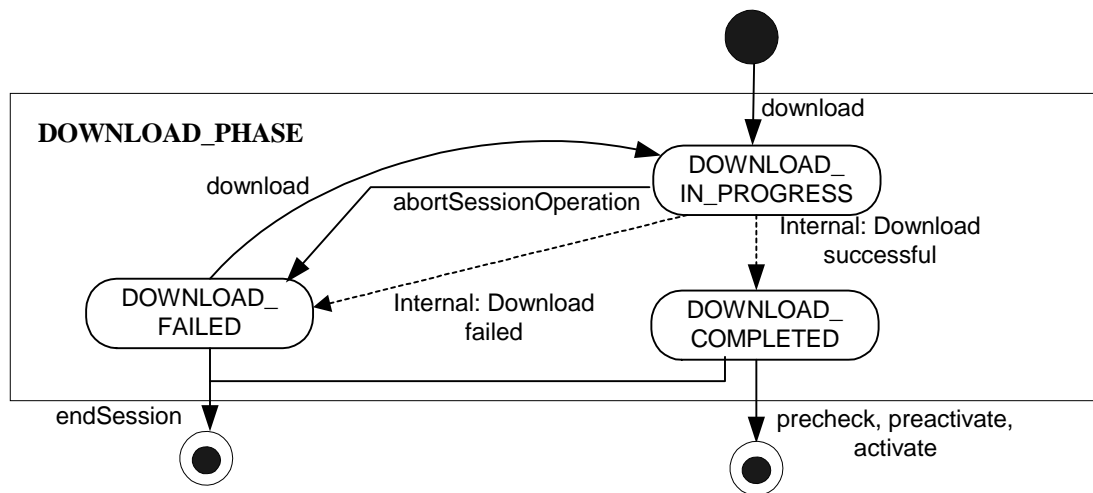 download
DOWNLOAD_PHASE
DOWNLOAD_
IN_PROGRESS
download
abortSessionOperation
Internal: Download
successful
DOWNLOAD_
FAILED
Internal: Download
failed
DOWNLOAD_
COMPLETED
endSession
precheck, preactivate,
activate